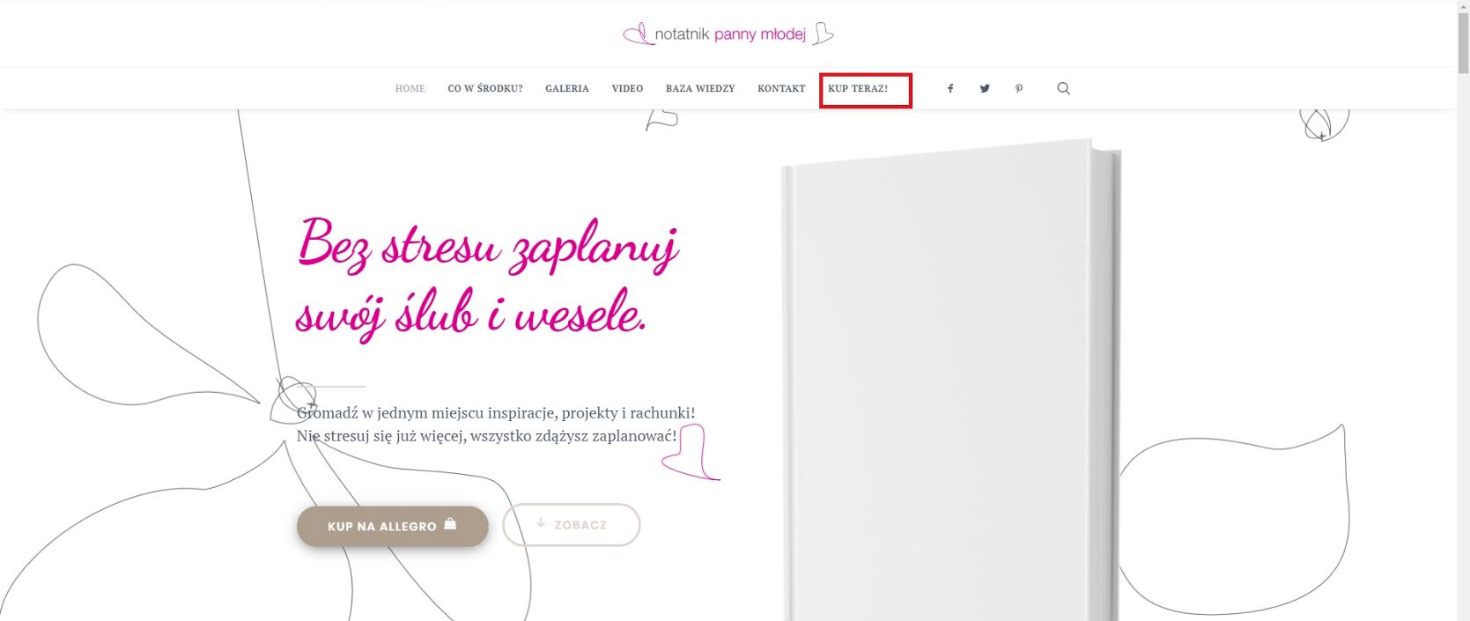 notatnik panny młodej
HOME CO W ŚRODKU? GALERIA VIDEO BAZA WIEDZY KONTAKT KUP TERAZ!
Bez stresu zaplanuj
swój ślub i wesele.
Gromadź w jednym miejscu inspiracje, projekty i rachunki!
Nie stresuj się już więcej, wszystko zdążysz zaplanować!
KUP NA ALLEGRO ZOBACZ